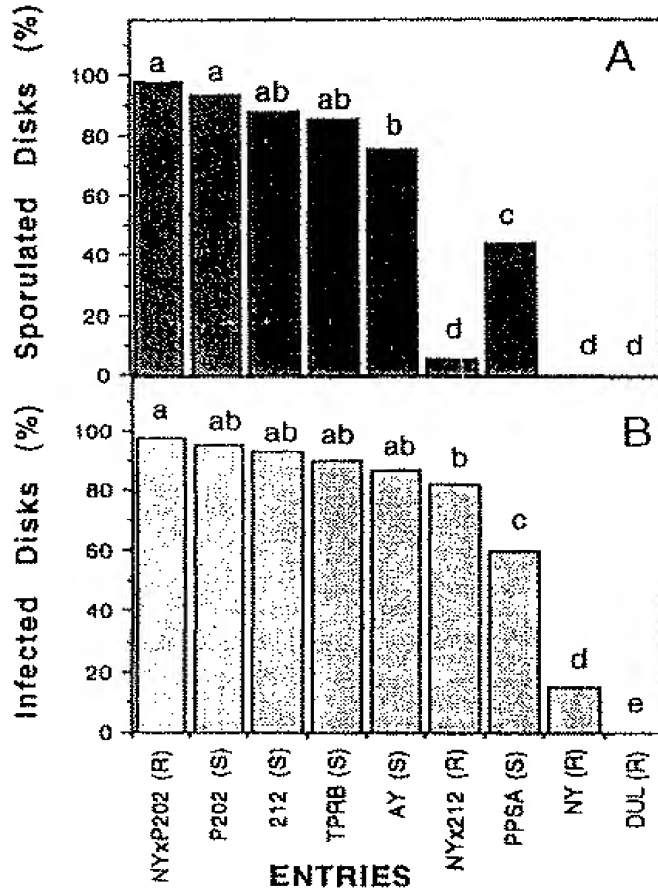 A
Sporulated Disks (%)
100
80
60
40
20
0
a a ab ab b d c d d
B
Infected Disks (%)
100
80
60
40
20
0
a ab ab ab ab b c d e
NYxP202 (R)
P202 (S)
212 (S)
TPRB (S)
AY (S)
NYx212 (R)
PPSA (S)
NY (R)
DUL (R)
ENTRIES